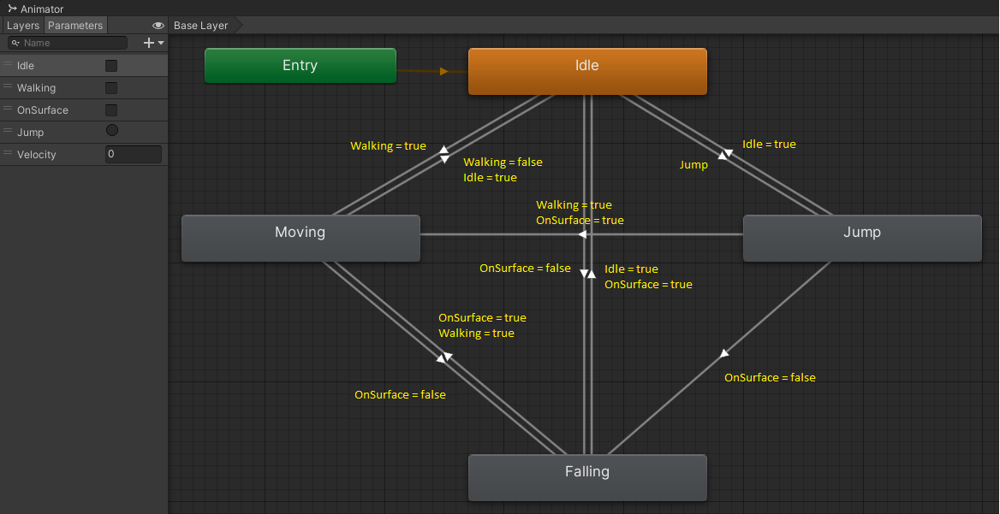 Animator
Layers Parameters
Base Layer
Name
Idle
Walking
OnSurface
Jump
Velocity 0
Entry
Idle
Walking = true
Walking = false
Idle = true
Idle = true
Jump
Walking = true
OnSurface = true
Moving
Jump
OnSurface = false
Idle = true
OnSurface = true
OnSurface = true
Walking = true
OnSurface = false
OnSurface = false
Falling